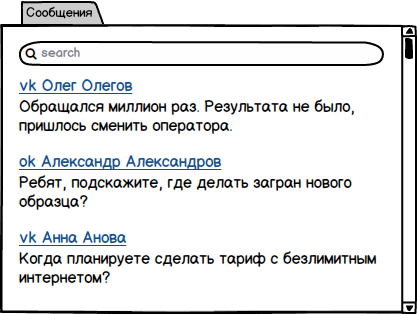 Сообщения
search
vk Олег Олегов
Обращался миллион раз. Результата не было,
пришлось сменить оператора.
ok Александр Александров
Ребят, подскажите, где делать загран нового
образца?
vk Анна Анова
Когда планируете сделать тариф с безлимитным
интернетом?